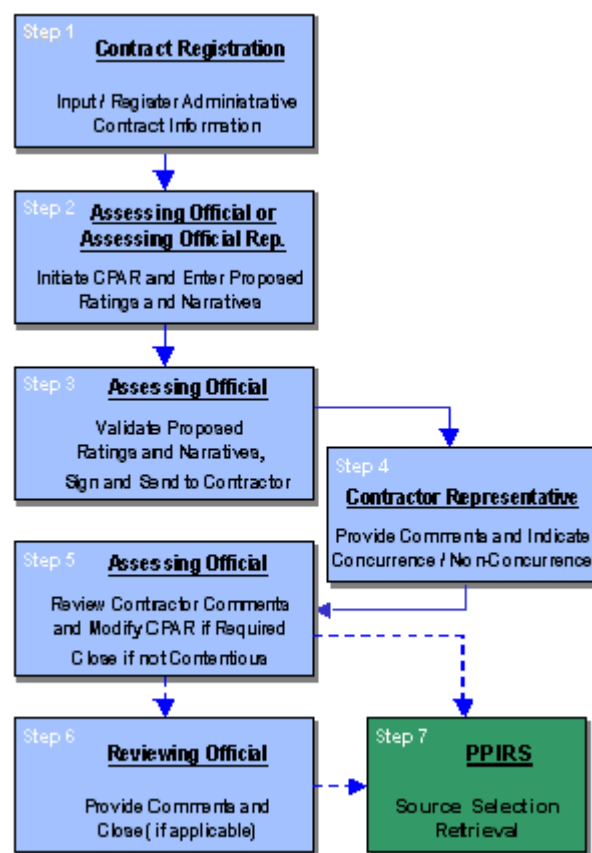 Step 1
Contract Registration
Input / Register Administrative
Contract Information
Step 2
Assessing Official or
Assessing Official Rep.
Initiate CPAR and Enter Proposed
Ratings and Narratives
Step 3
Assessing Official
Validate Proposed
Ratings and Narratives,
Sign and Send to Contractor
Step 4
Contractor Representative
Provide Comments and Indicate
Concurrence / Non-Concurrence
Step 5
Assessing Official
Review Contractor Comments
and Modify CPAR if Required
Close if not Contentious
Step 6
Reviewing Official
Provide Comments and
Close( if applicable)
Step 7
PPIRS
Source Selection
Retrieval